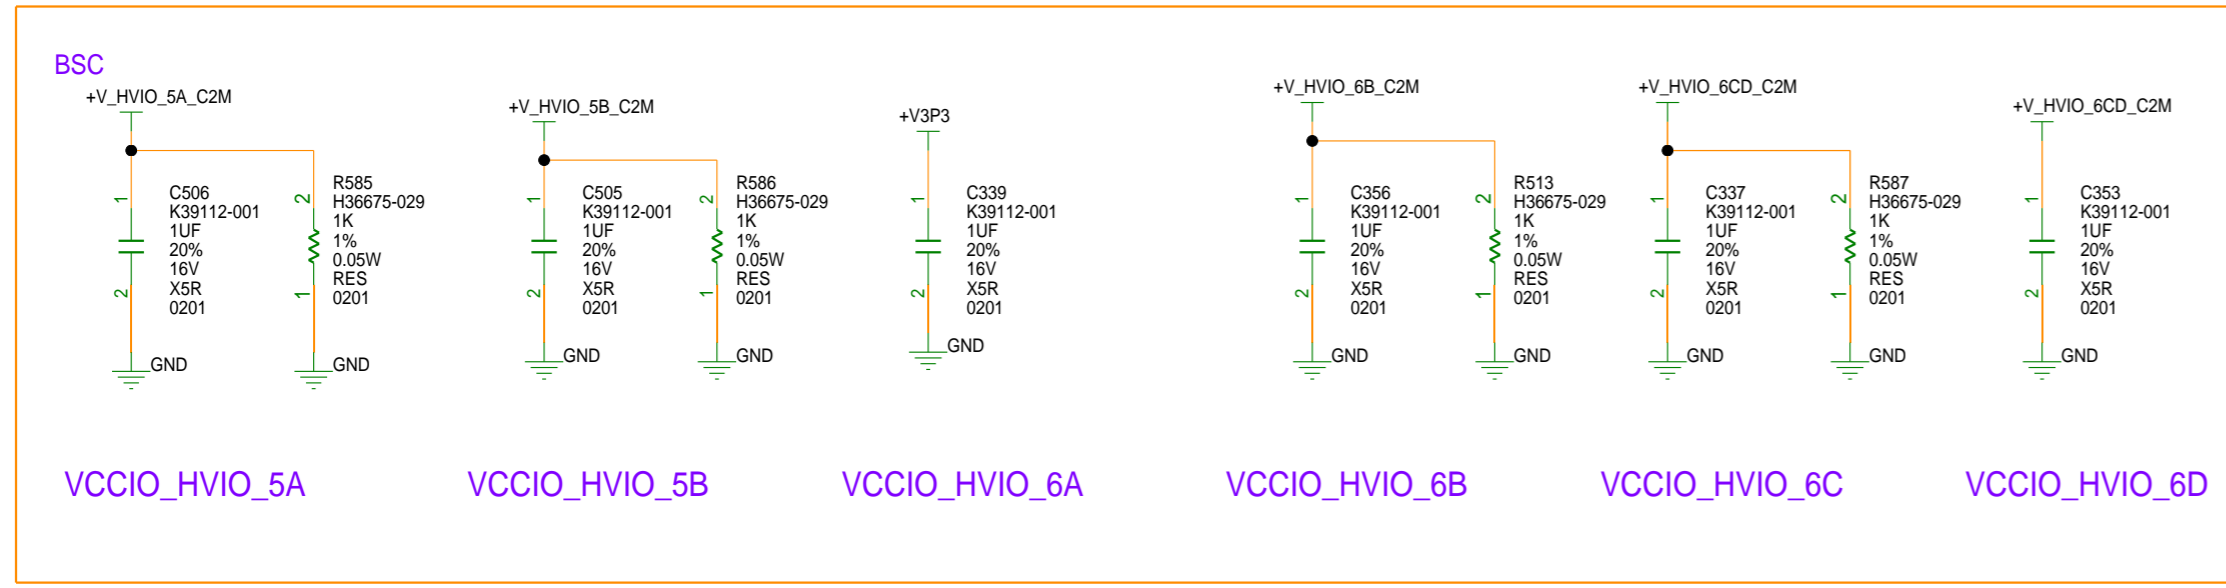 BSC
+V_HVIO_5A_C2M
1
2
C506
K39112-001
1UF
20%
16V
X5R
0201
GND
2
1
R585
H36675-029
1K
1%
0.05W
RES
0201
GND
VCCIO_HVIO_5A
+V_HVIO_5B_C2M
1
2
C505
K39112-001
1UF
20%
16V
X5R
0201
GND
2
1
R586
H36675-029
1K
1%
0.05W
RES
0201
GND
VCCIO_HVIO_5B
+V3P3
1
2
C339
K39112-001
1UF
20%
16V
X5R
0201
GND
VCCIO_HVIO_6A
+V_HVIO_6B_C2M
1
2
C356
K39112-001
1UF
20%
16V
X5R
0201
GND
2
1
R513
H36675-029
1K
1%
0.05W
RES
0201
GND
VCCIO_HVIO_6B
+V_HVIO_6CD_C2M
1
2
C337
K39112-001
1UF
20%
16V
X5R
0201
GND
2
1
R587
H36675-029
1K
1%
0.05W
RES
0201
GND
VCCIO_HVIO_6C
+V_HVIO_6CD_C2M
1
2
C353
K39112-001
1UF
20%
16V
X5R
0201
GND
VCCIO_HVIO_6D